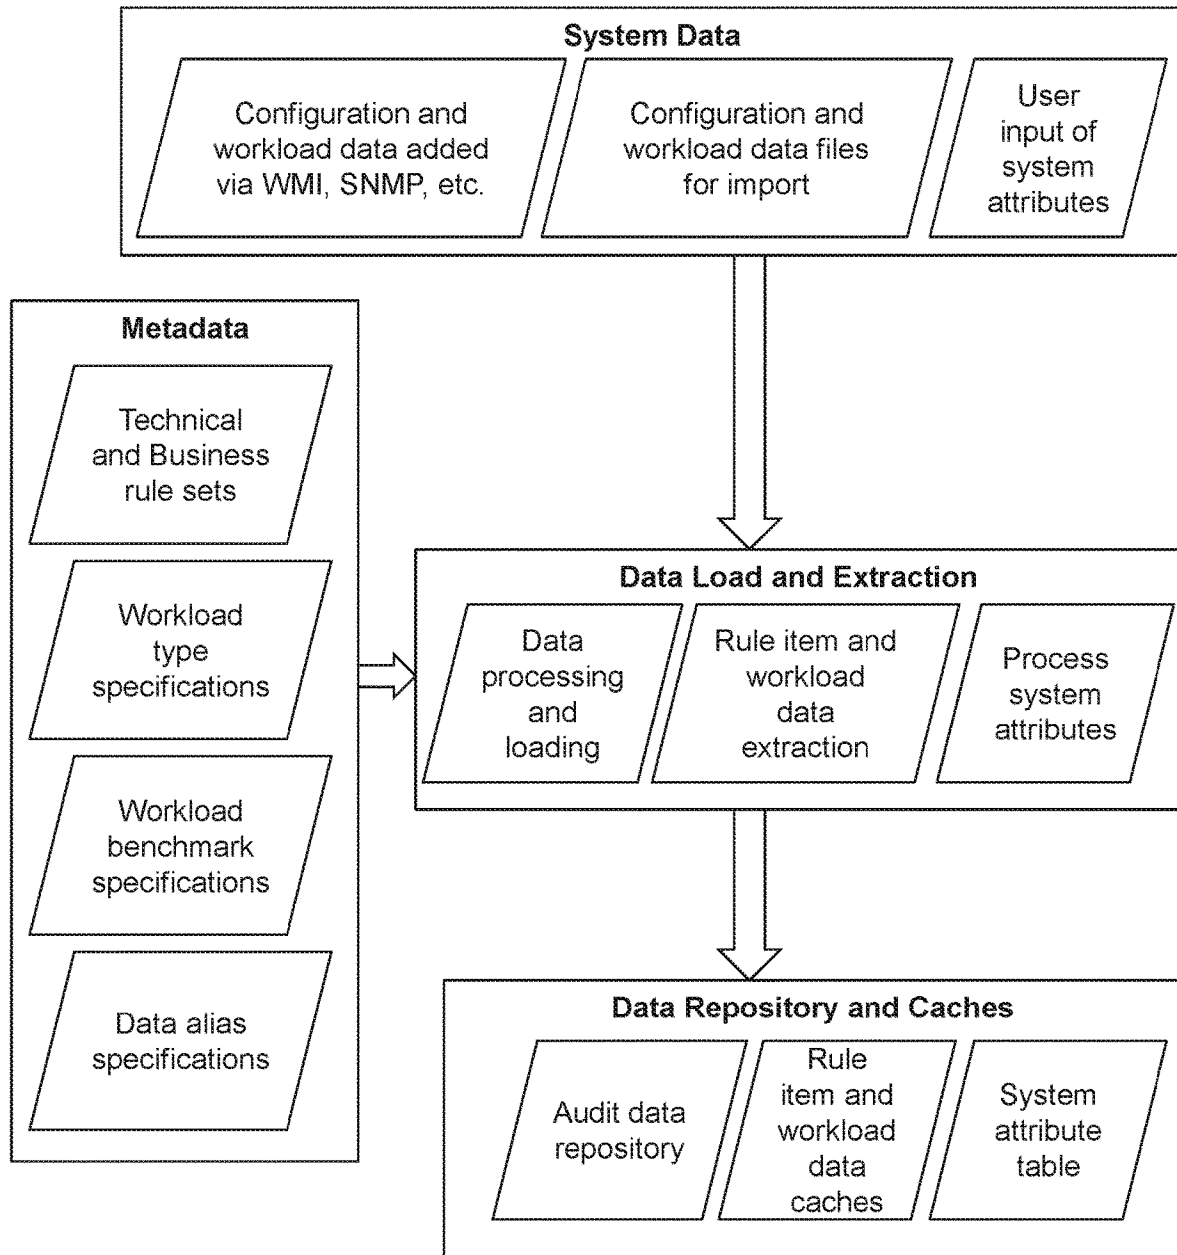 System Data
Configuration and
workload data added
via WMI, SNMP, etc.
Configuration and
workload data files
for import
User
input of
system
attributes
Metadata
Technical
and Business
rule sets
Workload
type
specifications
Workload
benchmark
specifications
Data alias
specifications
Data Load and Extraction
Data
processing
and
loading
Rule item and
workload
data
extraction
Process
system
attributes
Data Repository and Caches
Audit data
repository
Rule
item and
workload
data
caches
System
attribute
table